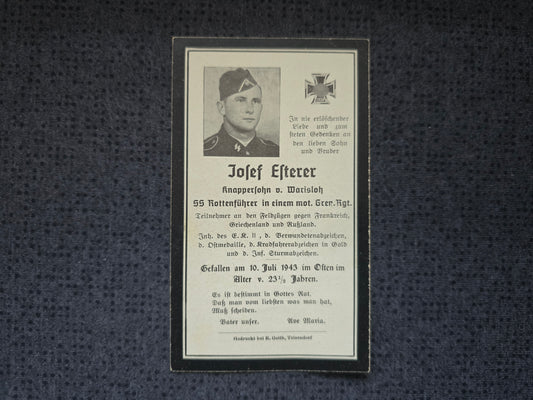 In nie erlöschender
Liebe und zum
steten Gedenken an
den lieben Sohn
und Bruder
Josef Esterer
Knappersohn v. Warisloh
SS Rottenführer in einem mot. Gren.Rgt.
Teilnehmer an den Feldzügen gegen Frankreich,
Griechenland und Rußland.
Inh. des E.K. II, d. Verwundetenabzeichen,
d. Ostmedaille, d. Kradfahrerabzeichen in Gold
und d. Inf. Sturmabzeichen.
Gefallen am 10. Juli 1943 im Osten im
Alter v. 23½ Jahren.
Es ist bestimmt in Gottes Rat,
Daß man vom liebsten was man hat,
Muß scheiden.
Vater unser. Ave Maria.